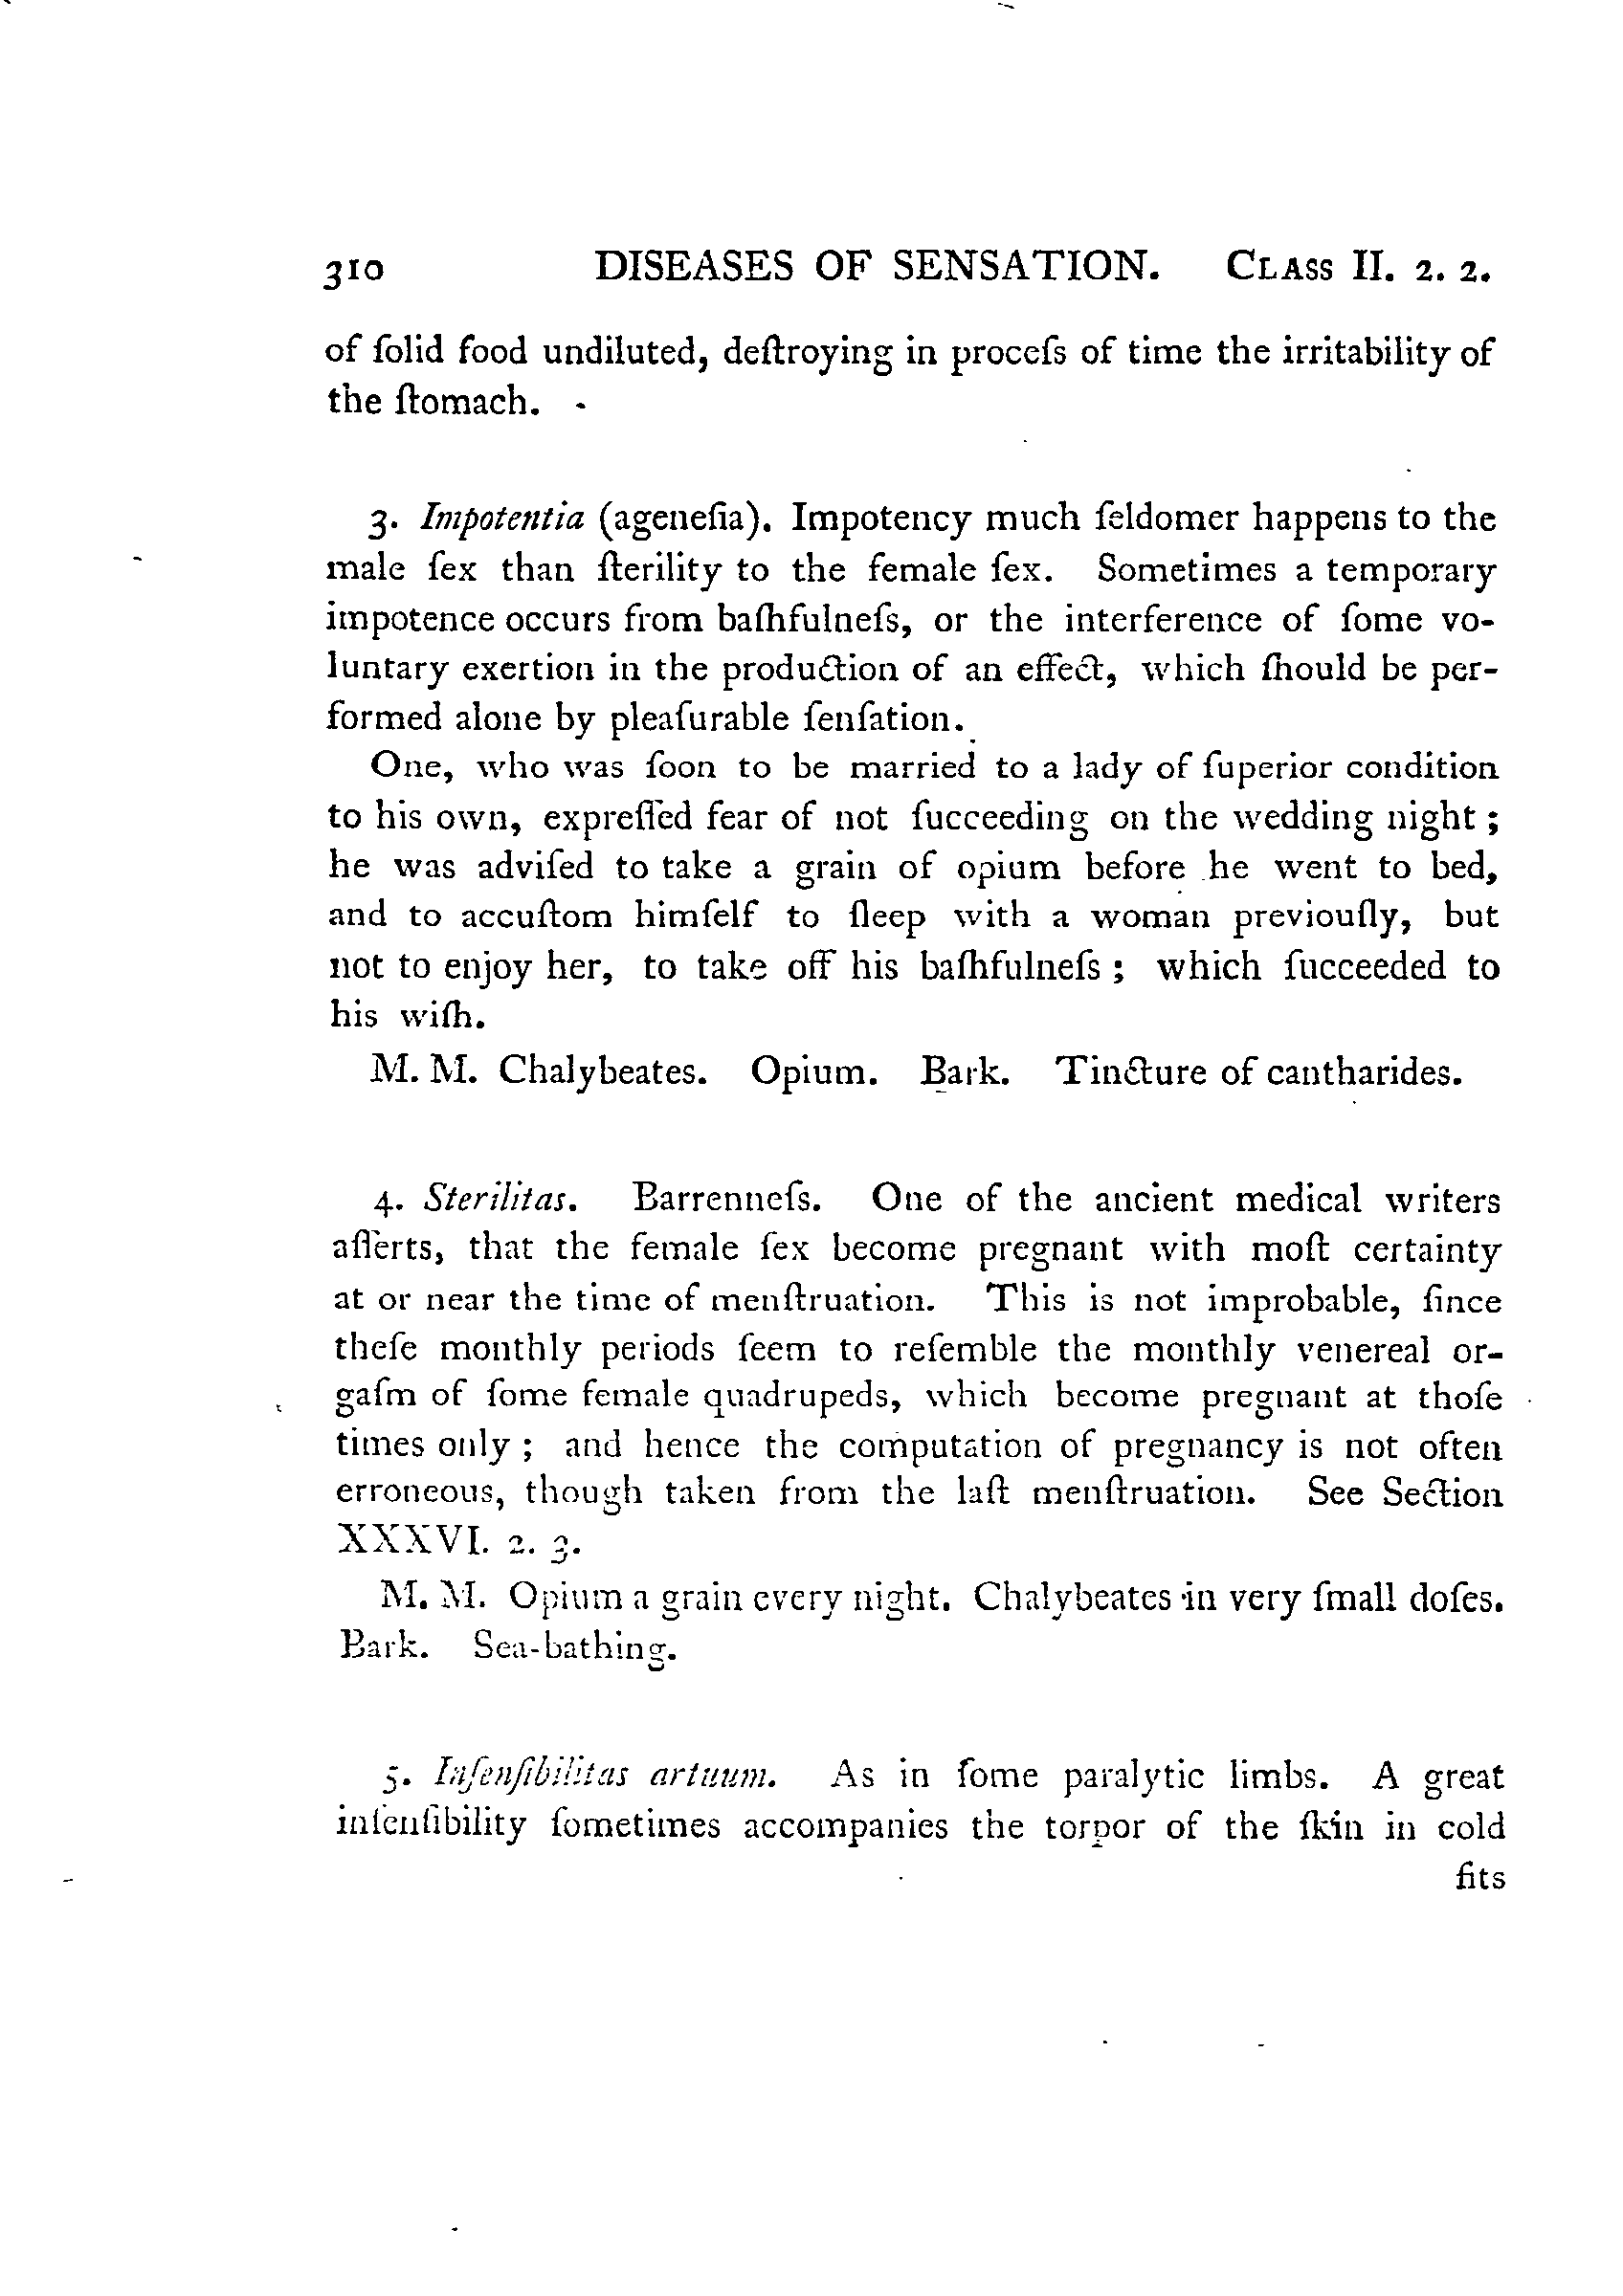 310 DISEASES OF SENSATION. CLASS II. 2. 2.
of ſolid food undiluted, deſtroying in proceſs of time the irritability of
the ſtomach.
3. Impotentia (ageneſia). Impotency much ſeldomer happens to the
male ſex than ſterility to the female ſex. Sometimes a temporary
impotence occurs from baſhfulneſs, or the interference of ſome vo-
luntary exertion in the production of an effect, which ſhould be per-
formed alone by pleaſurable ſenſation.
One, who was ſoon to be married to a lady of ſuperior condition
to his own, expreſſed fear of not ſucceeding on the wedding night;
he was adviſed to take a grain of opium before he went to bed,
and to accuſtom himſelf to ſleep with a woman previouſly, but
not to enjoy her, to take off his baſhfulneſs; which ſucceeded to
his wiſh.
M. M. Chalybeates. Opium. Bark. Tincture of cantharides.
4. Sterilitas. Barrenneſs. One of the ancient medical writers
aſſerts, that the female ſex become pregnant with moſt certainty
at or near the time of menſtruation. This is not improbable, ſince
theſe monthly periods ſeem to reſemble the monthly venereal or-
gaſm of ſome female quadrupeds, which become pregnant at thoſe
times only; and hence the computation of pregnancy is not often
erroneous, though taken from the laſt menſtruation. See Section
XXXVI. 2. 3.
M. M. Opium a grain every night. Chalybeates in very ſmall doſes.
Bark. Sea-bathing.
5. Inſenſibilitas artuum. As in ſome paralytic limbs. A great
inſenſibility ſometimes accompanies the torpor of the ſkin in cold
fits